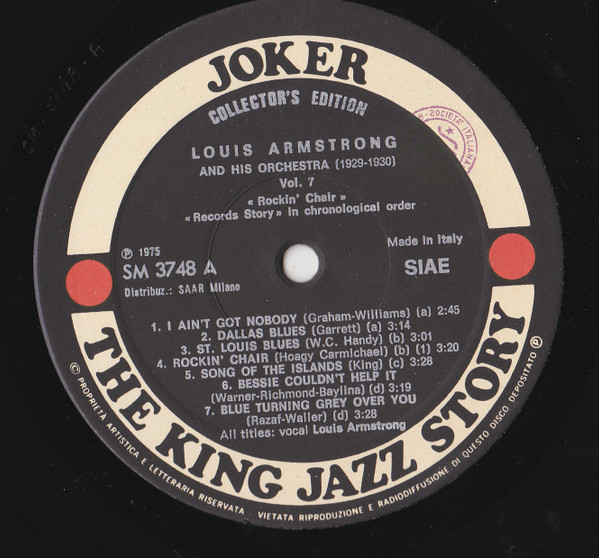 JOKER
COLLECTOR'S EDITION
LOUIS ARMSTRONG
AND HIS ORCHESTRA (1929-1930)
Vol. 7
« Rockin' Chair »
« Records Story » in chronological order
SOCIETÀ ITALIANA
℗ 1975
SM 3748 A
Distribuz.: SAAR Milano
Made in Italy
SIAE
1. I AIN'T GOT NOBODY (Graham-Williams) (a) 2:45
2. DALLAS BLUES (Garrett) (a) 3:14
3. ST. LOUIS BLUES (W.C. Handy) (b) 3:01
4. ROCKIN' CHAIR (Hoagy Carmichael) (b) (1) 3:20
5. SONG OF THE ISLANDS (King) (c) 3:28
6. BESSIE COULDN'T HELP IT
(Warner-Richmond-Baylina) (d) 3:19
7. BLUE TURNING GREY OVER YOU
(Razaf-Waller) (d) 3:28
All titles: vocal Louis Armstrong
THE KING JAZZ STORY
© PROPRIETÀ ARTISTICA E LETTERARIA RISERVATA . VIETATA RIPRODUZIONE E RADIODIFFUSIONE DI QUESTO DISCO DEPOSITATO ℗